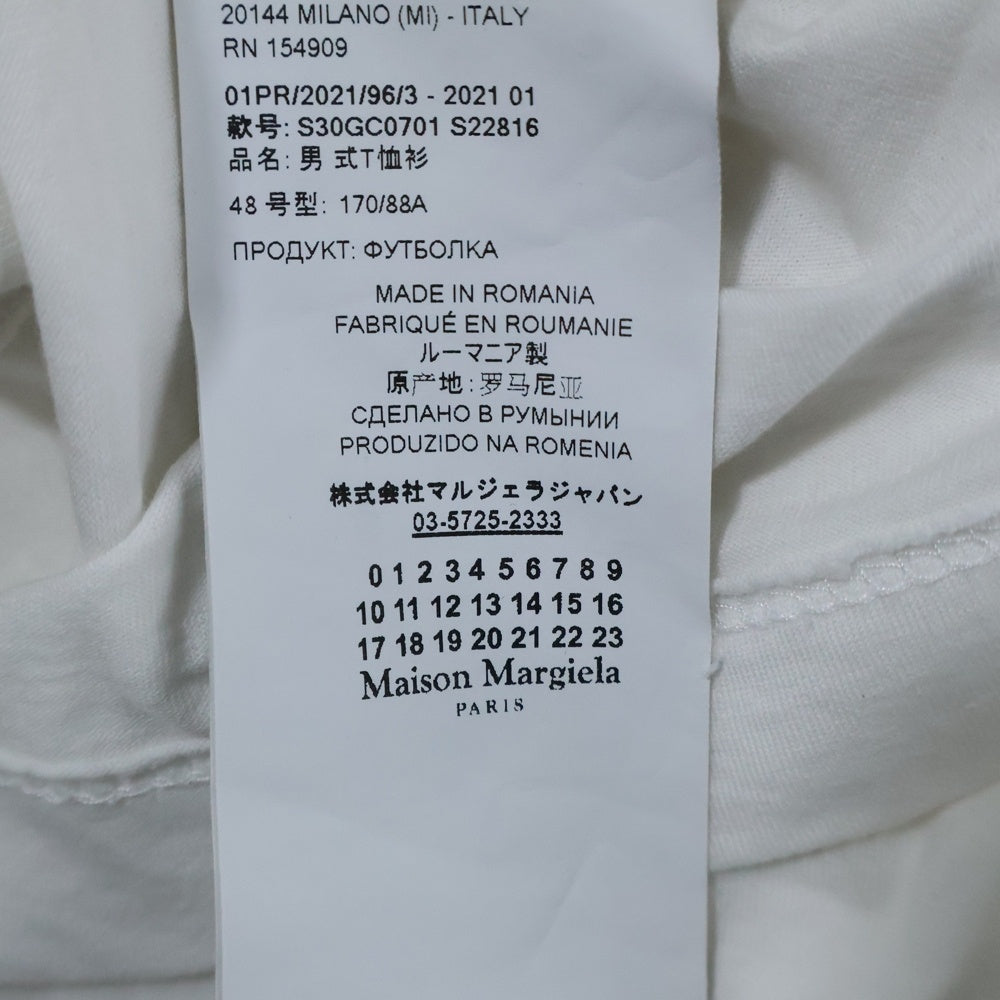 20144 MILANO (MI) - ITALY
RN 154909
01PR/2021/96/3 - 2021 01
款号: S30GC0701 S22816
品名: 男 式T恤衫
48 号型: 170/88A
ПРОДУКТ: ФУТБОЛКА
MADE IN ROMANiA
FABRIQUÉ EN ROUMANIE
ルーマニア製
原产地: 罗马尼亚
СДЕЛАНО В РУМЫНИИ
PRODUZIDO NA ROMENIA
株式会社マルジェラジャパン
03-5725-2333
0 1 2 3 4 5 6 7 8 9
10 11 12 13 14 15 16
17 18 19 20 21 22 23
Maison Margiela
PARIS